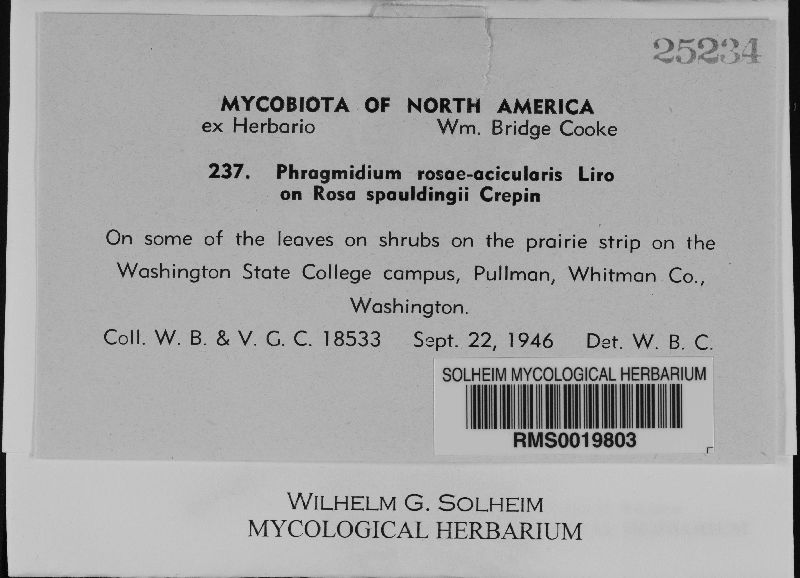 25234
MYCOBIOTA OF NORTH AMERICA
ex Herbario Wm. Bridge Cooke
237. Phragmidium rosae-acicularis Liro
on Rosa spauldingii Crepin
On some of the leaves on shrubs on the prairie strip on the
Washington State College campus, Pullman, Whitman Co.,
Washington.
Coll. W. B. & V. G. C. 18533 Sept. 22, 1946 Det. W. B. C.
SOLHEIM MYCOLOGICAL HERBARIUM
RMS0019803
WILHELM G. SOLHEIM
MYCOLOGICAL HERBARIUM